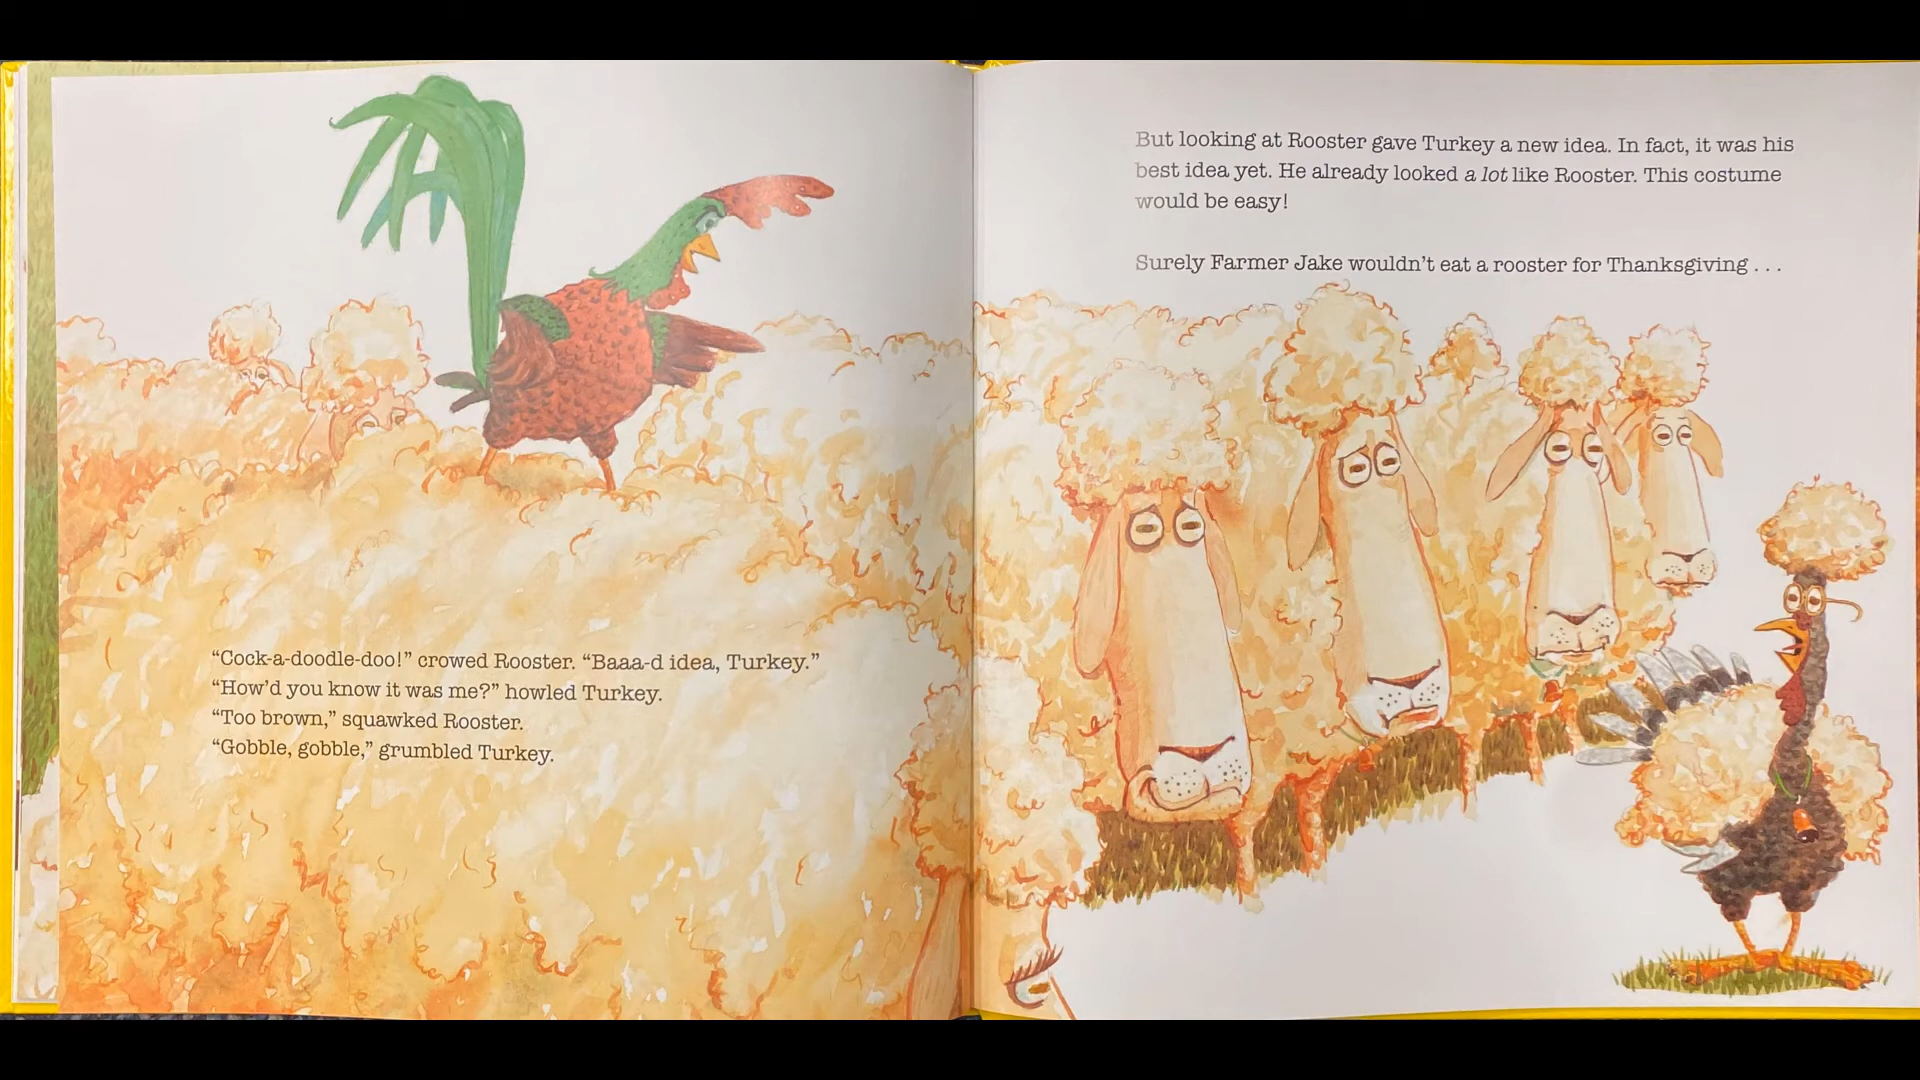 “Cock-a-doodle-doo!” crowed Rooster. “Baaa-d idea, Turkey.”
“How’d you know it was me?” howled Turkey.
“Too brown,” squawked Rooster.
“Gobble, gobble,” grumbled Turkey.
But looking at Rooster gave Turkey a new idea. In fact, it was his
best idea yet. He already looked a lot like Rooster. This costume
would be easy!
Surely Farmer Jake wouldn’t eat a rooster for Thanksgiving . . .